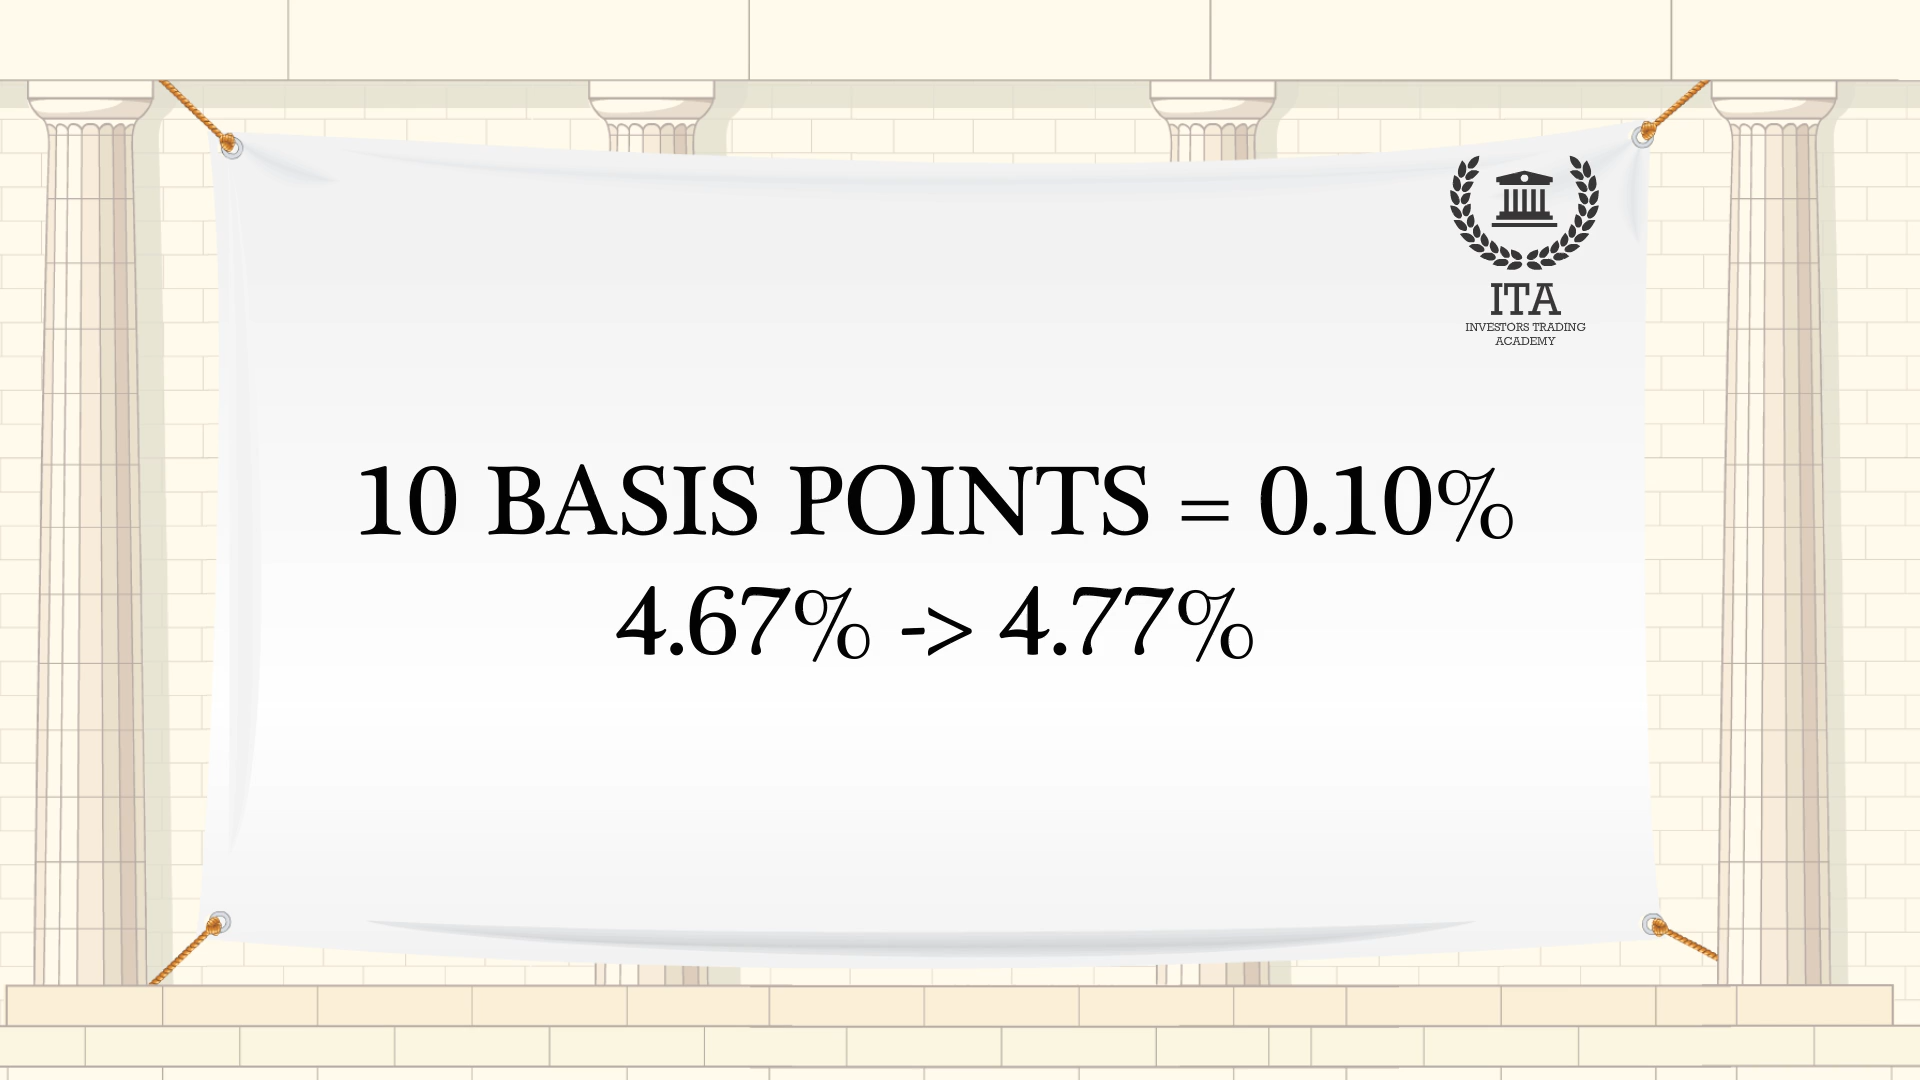 ITA
INVESTORS TRADING
ACADEMY
10 BASIS POINTS = 0.10%
4.67% -> 4.77%